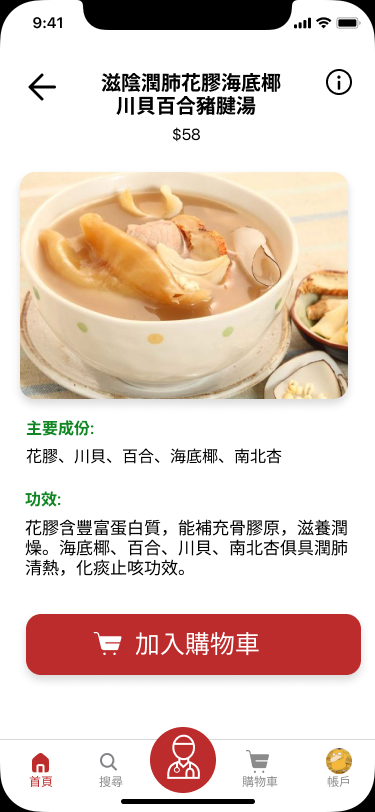 9:41
滋陰潤肺花膠海底椰
川貝百合豬腱湯
$58
主要成份:
花膠、川貝、百合、海底椰、南北杏
功效:
花膠含豐富蛋白質，能補充骨膠原，滋養潤
燥。海底椰、百合、川貝、南北杏俱具潤肺
清熱，化痰止咳功效。
加入購物車
首頁
搜尋
購物車
帳戶